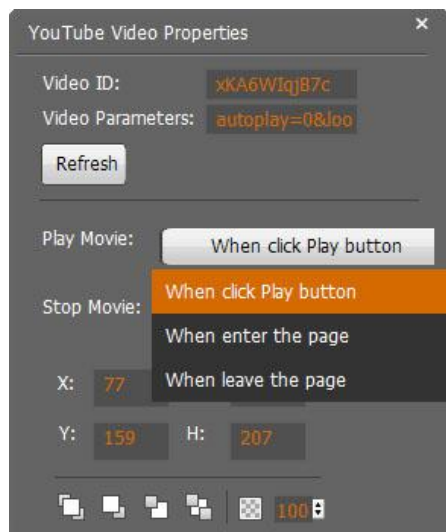 YouTube Video Properties ×
Video ID: xKA6WIqjB7c
Video Parameters: autoplay=0&loo
Refresh
Play Movie: When click Play button
When click Play button
Stop Movie:
When enter the page
When leave the page
X: 77
Y: 159 H: 207
100